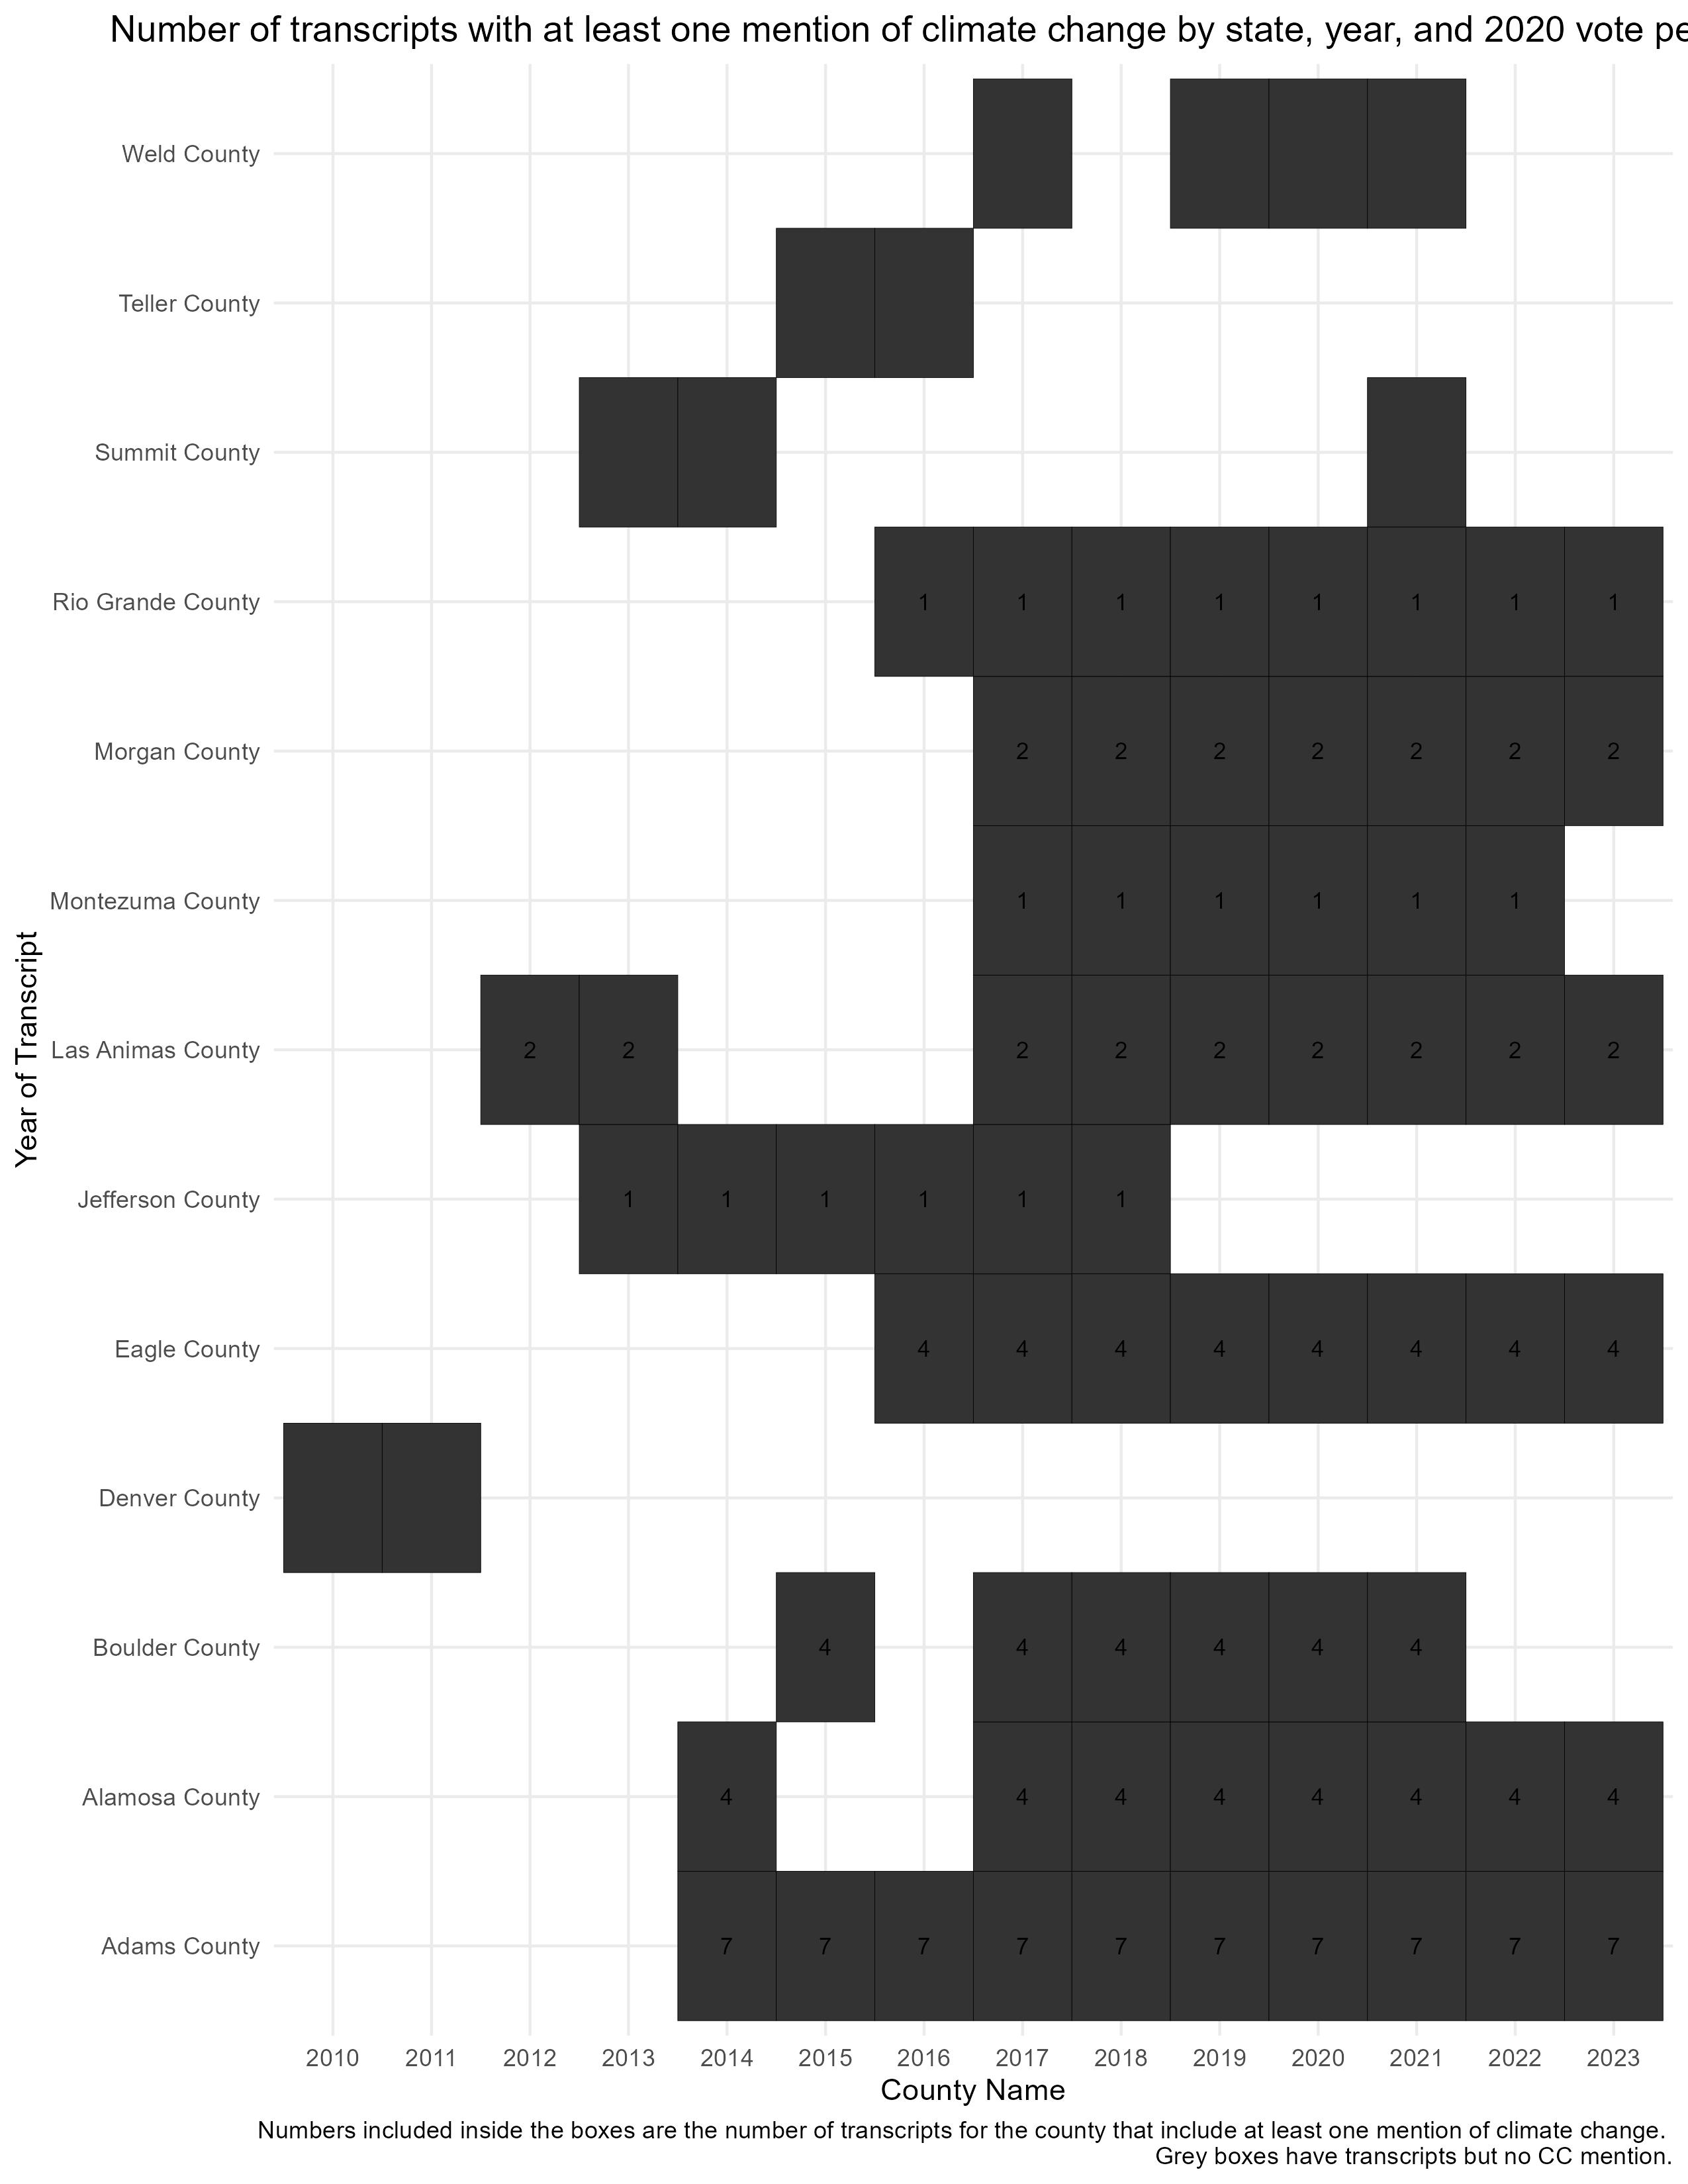 Number of transcripts with at least one mention of climate change by state, year, and 2020 vote pe
Weld County
Teller County
Summit County
Rio Grande County 1 1 1 1 1 1 1 1
Morgan County 2 2 2 2 2 2 2
Montezuma County 1 1 1 1 1 1
Las Animas County 2 2 2 2 2 2 2 2 2
Jefferson County 1 1 1 1 1 1
Eagle County 4 4 4 4 4 4 4 4
Denver County
Boulder County 4 4 4 4 4 4
Alamosa County 4 4 4 4 4 4 4 4
Adams County 7 7 7 7 7 7 7 7 7 7
Year of Transcript
2010 2011 2012 2013 2014 2015 2016 2017 2018 2019 2020 2021 2022 2023
County Name
Numbers included inside the boxes are the number of transcripts for the county that include at least one mention of climate change.
Grey boxes have transcripts but no CC mention.